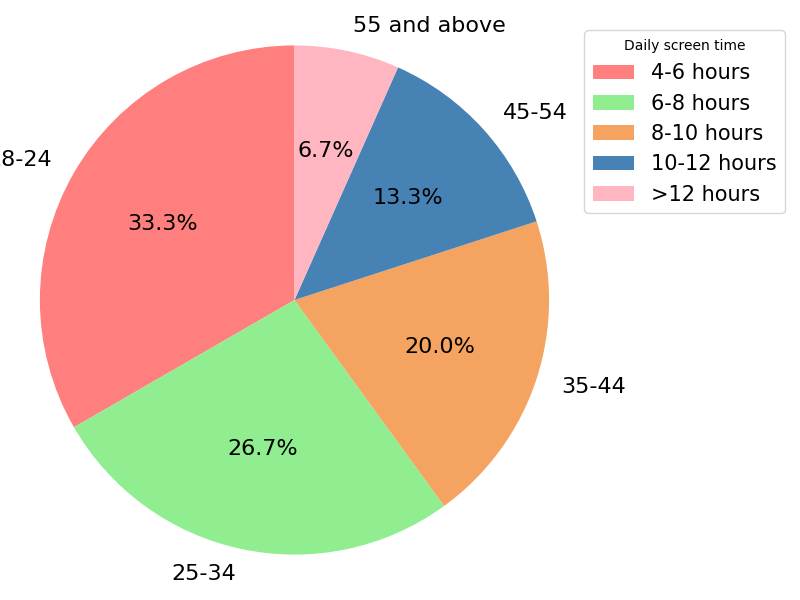 55 and above
45-54
8-24
6.7%
13.3%
33.3%
20.0%
35-44
26.7%
25-34
Daily screen time
4-6 hours
6-8 hours
8-10 hours
10-12 hours
>12 hours